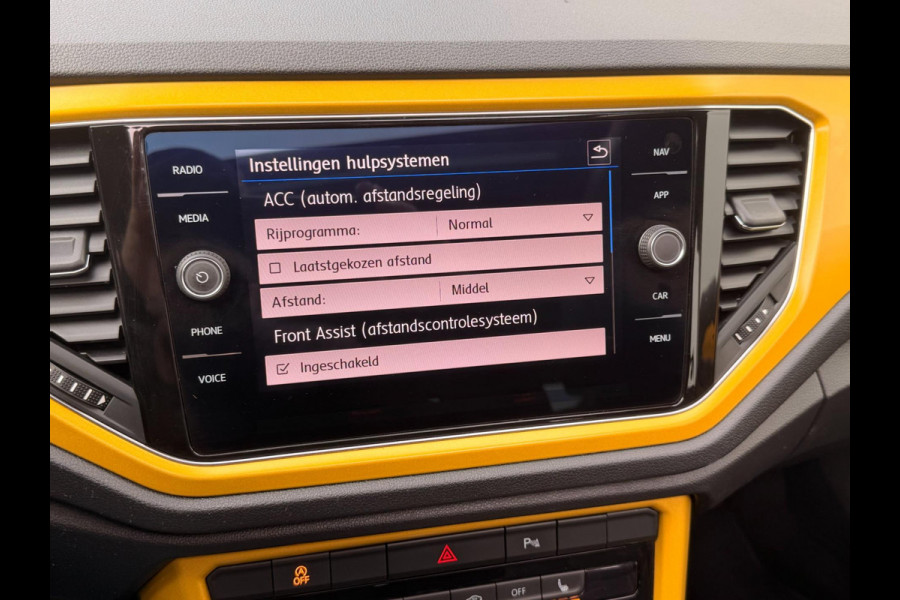 Instellingen hulpsystemen
ACC (autom. afstandsregeling)
Rijprogramma: Normal
Laatstgekozen afstand
Afstand: Middel
Front Assist (afstandscontrolesysteem)
Ingeschakeld
RADIO
MEDIA
PHONE
VOICE
NAV
APP
CAR
MENU
A OFF
P
OFF